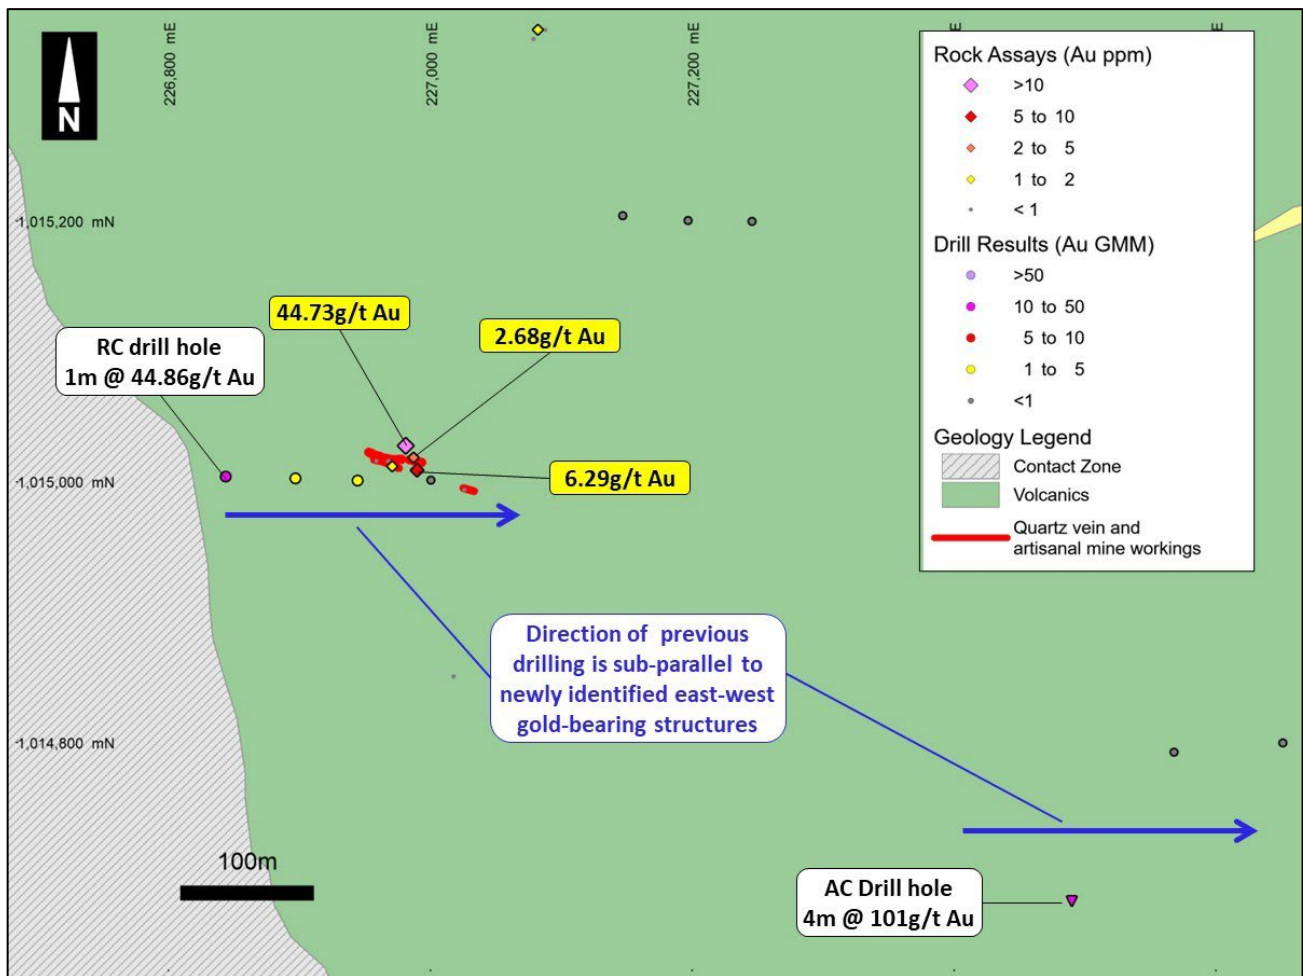 226,800 mE
227,000 mE
227,200 mE
N
1,015,200 mN
1,015,000 mN
1,014,800 mN
44.73g/t Au
2.68g/t Au
RC drill hole
1m @ 44.86g/t Au
6.29g/t Au
Direction of previous
drilling is sub-parallel to
newly identified east-west
gold-bearing structures
100m
AC Drill hole
4m @ 101g/t Au
Rock Assays (Au ppm)
>10
5 to 10
2 to 5
1 to 2
< 1
Drill Results (Au GMM)
>50
10 to 50
5 to 10
1 to 5
<1
Geology Legend
Contact Zone
Volcanics
Quartz vein and
artisanal mine workings